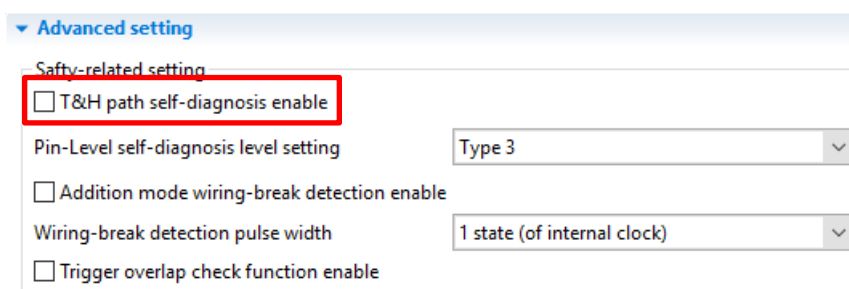 Advanced setting
Safty-related setting
T&H path self-diagnosis enable
Pin-Level self-diagnosis level setting Type 3
Addition mode wiring-break detection enable
Wiring-break detection pulse width 1 state (of internal clock)
Trigger overlap check function enable